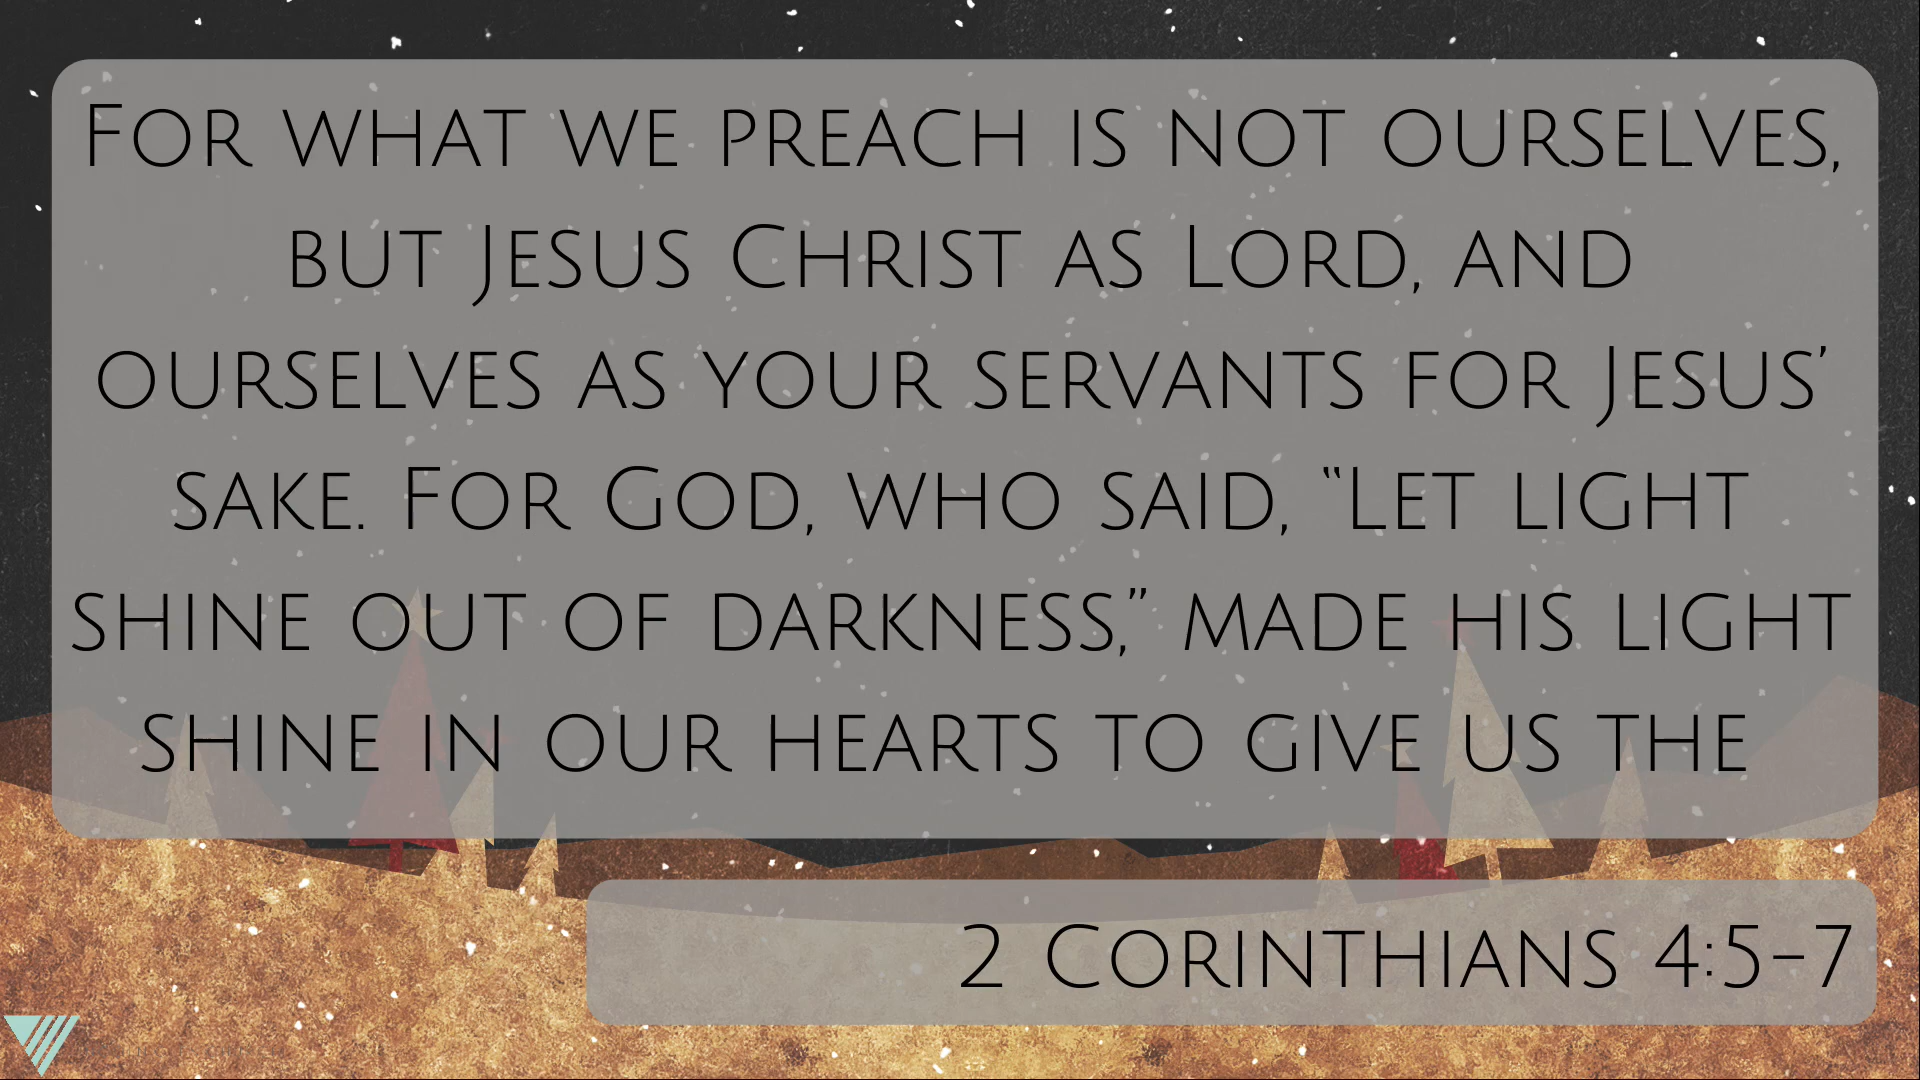 For what we preach is not ourselves,
but Jesus Christ as Lord, and
ourselves as your servants for Jesus’
sake. For God, who said, “Let light
shine out of darkness,” made his light
shine in our hearts to give us the
2 Corinthians 4:5-7